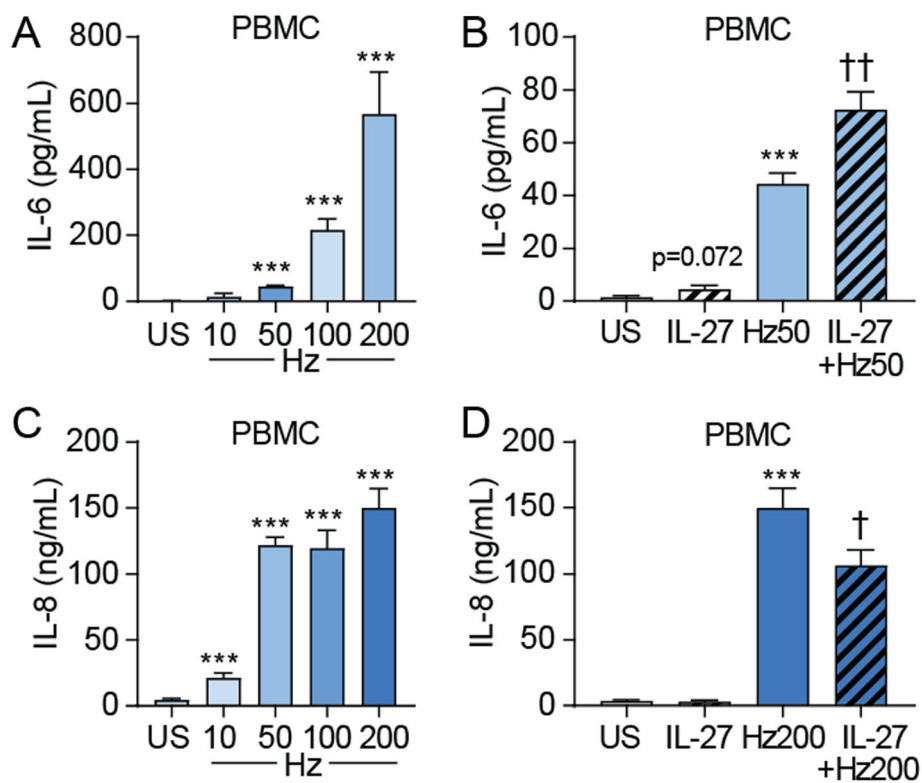 A
PBMC
IL-6 (pg/mL)
800
600
400
200
0
***
***
***
US 10 50 100 200
Hz
B
PBMC
IL-6 (pg/mL)
100
80
60
40
20
0
p=0.072
***
††
US IL-27 Hz50 IL-27
+Hz50
C
PBMC
IL-8 (ng/mL)
200
150
100
50
0
***
***
***
***
US 10 50 100 200
Hz
D
PBMC
IL-8 (ng/mL)
200
150
100
50
0
***
†
US IL-27 Hz200 IL-27
+Hz200